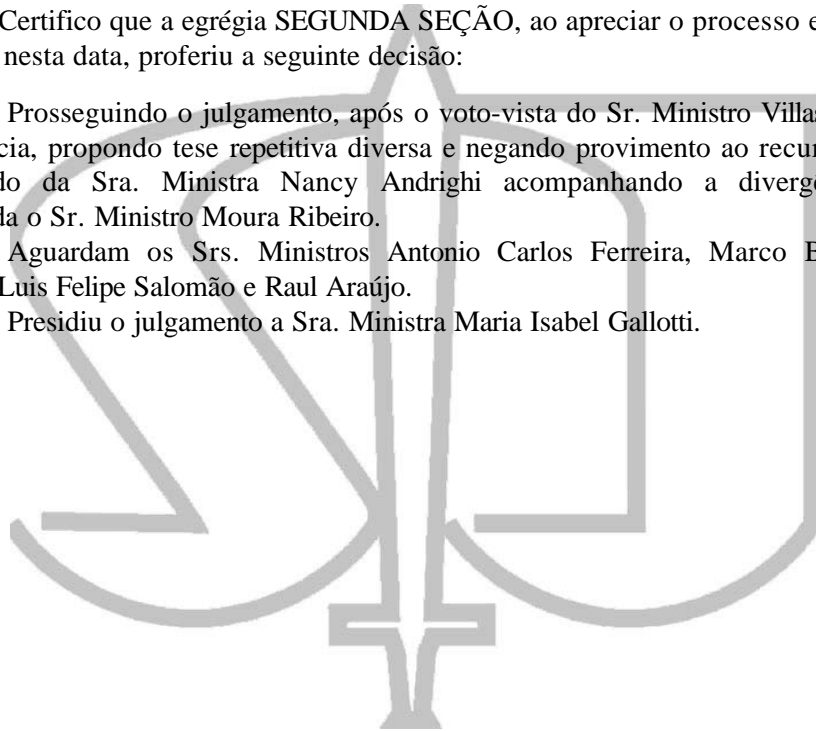 Certifico que a egrégia SEGUNDA SEÇÃO, ao apreciar o processo e
nesta data, proferiu a seguinte decisão:
Prosseguindo o julgamento, após o voto-vista do Sr. Ministro Villas
cia, propondo tese repetitiva diversa e negando provimento ao recur
do da Sra. Ministra Nancy Andrighi acompanhando a divergê
da o Sr. Ministro Moura Ribeiro.
Aguardam os Srs. Ministros Antonio Carlos Ferreira, Marco B
Luis Felipe Salomão e Raul Araújo.
Presidiu o julgamento a Sra. Ministra Maria Isabel Gallotti.